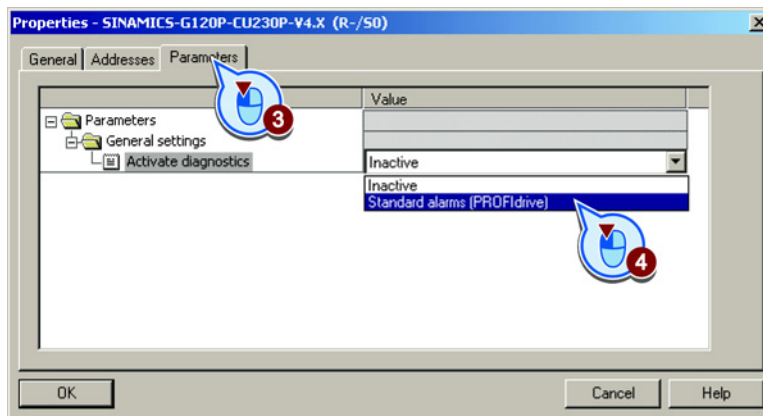 Properties - SINAMICS-G120P-CU230P-V4.X (R-/S0)
General Addresses Parameters
3
Value
Parameters
General settings
Activate diagnostics Inactive
Inactive
Standard alarms (PROFIdrive)
4
OK Cancel Help